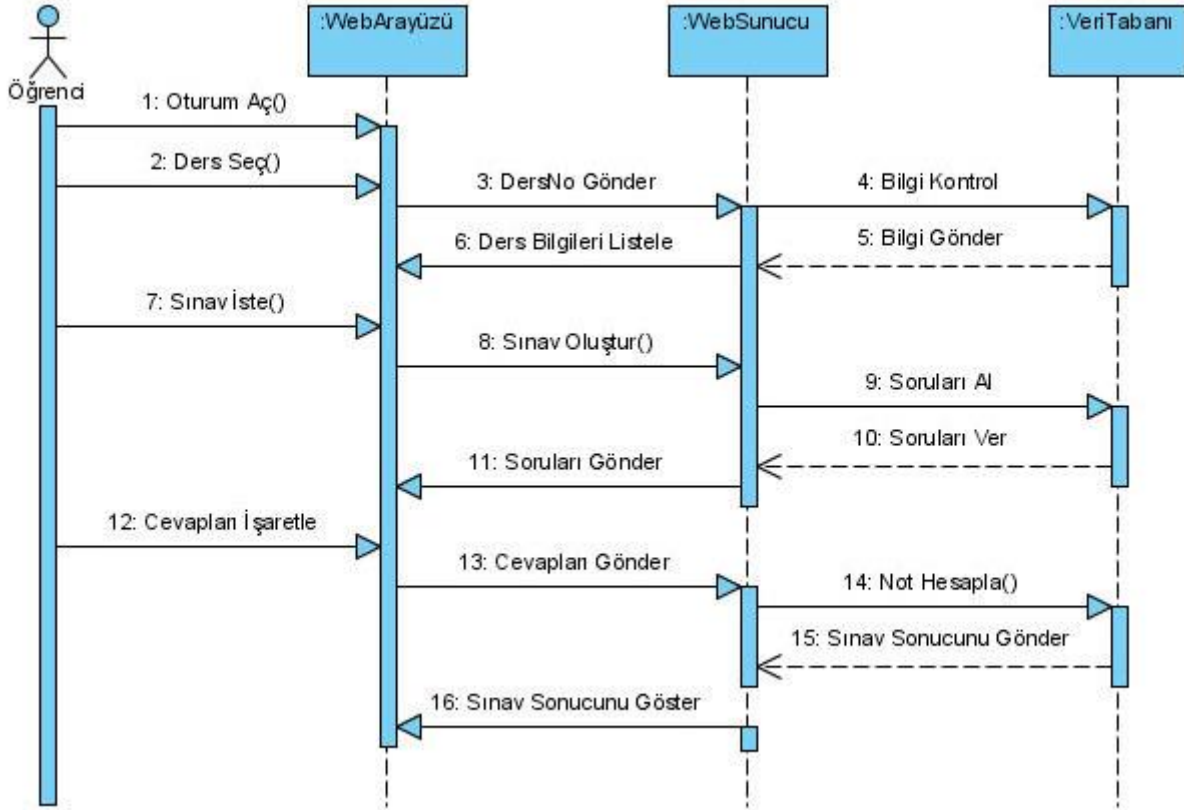 :WebArayüzü
:WebSunucu
:VeriTabanı
Öğrenci
1: Oturum Aç()
2: Ders Seç()
3: DersNo Gönder
4: Bilgi Kontrol
5: Bilgi Gönder
6: Ders Bilgileri Listele
7: Sınav İste()
8: Sınav Oluştur()
9: Soruları Al
10: Soruları Ver
11: Soruları Gönder
12: Cevapları İşaretle
13: Cevapları Gönder
14: Not Hesapla()
15: Sınav Sonucunu Gönder
16: Sınav Sonucunu Göster